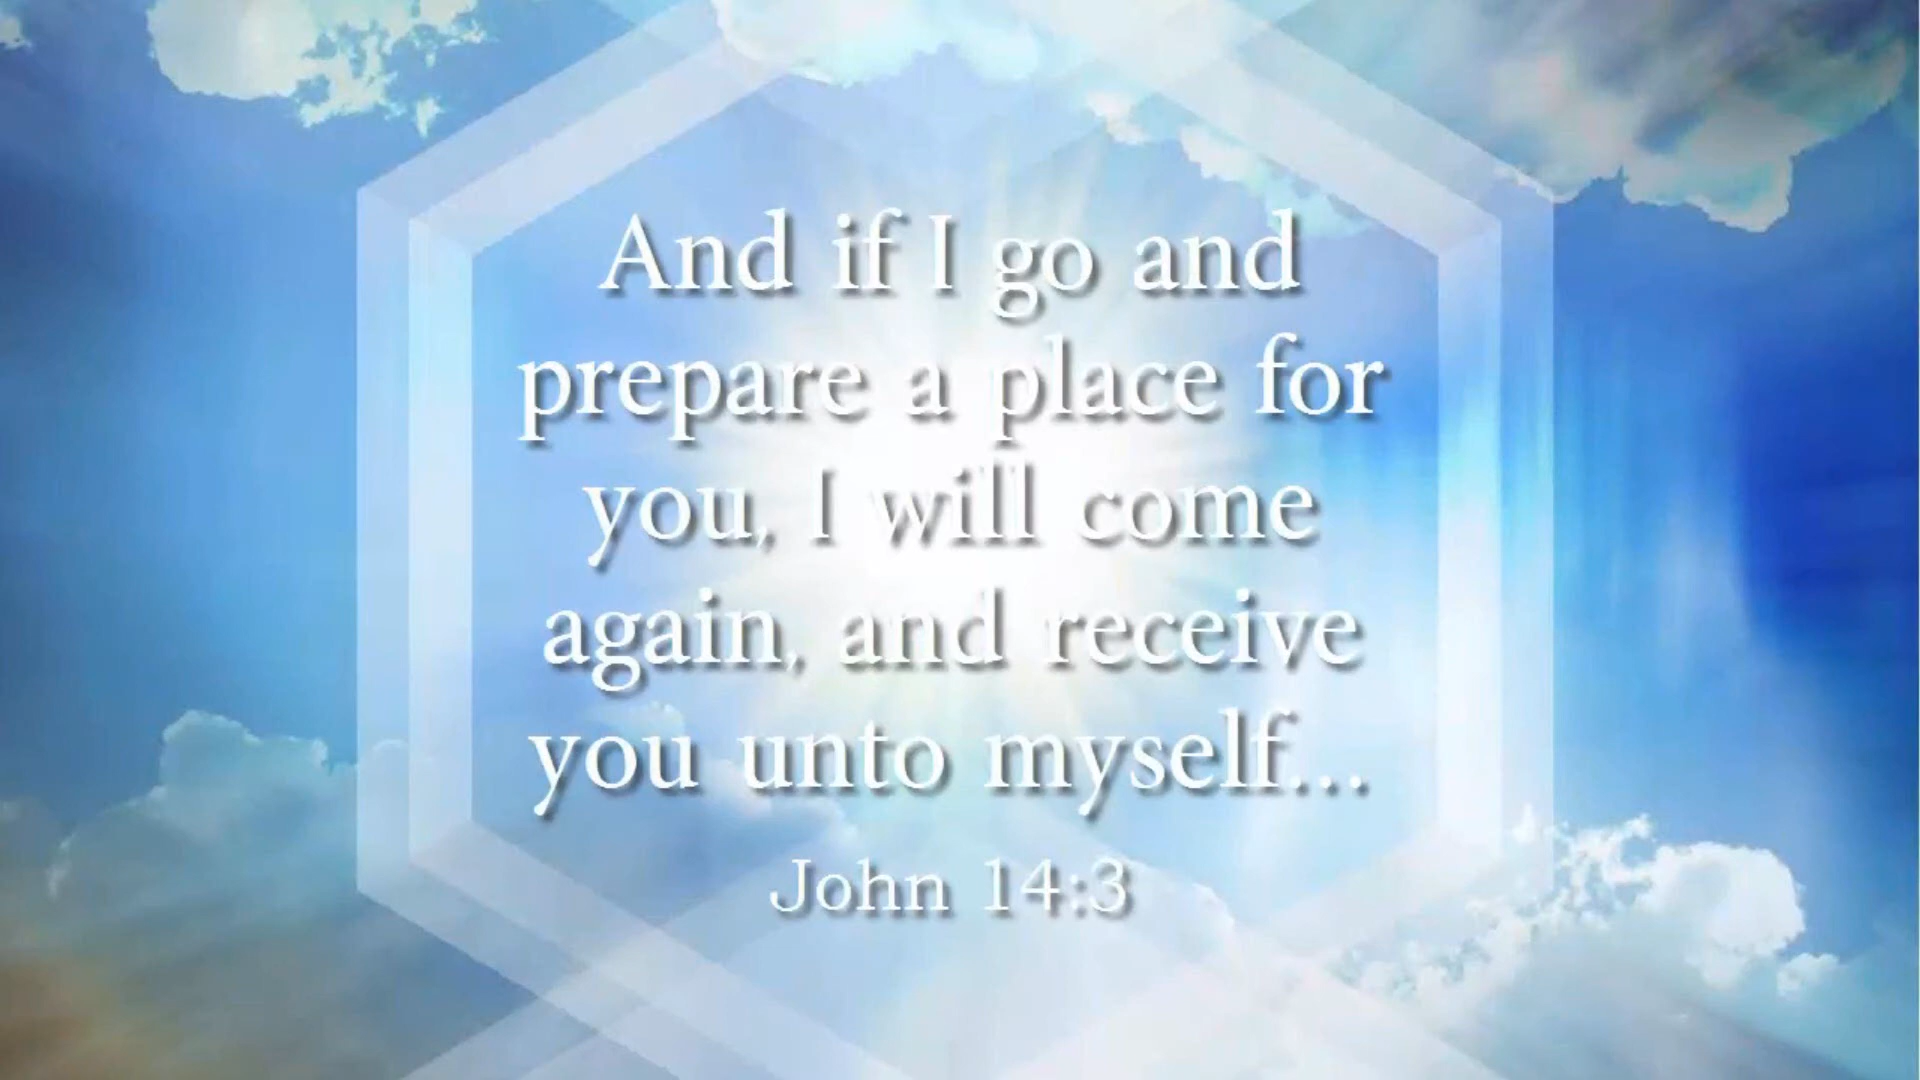 And if I go and
prepare a place for
you, I will come
again, and receive
you unto myself...
John 14:3